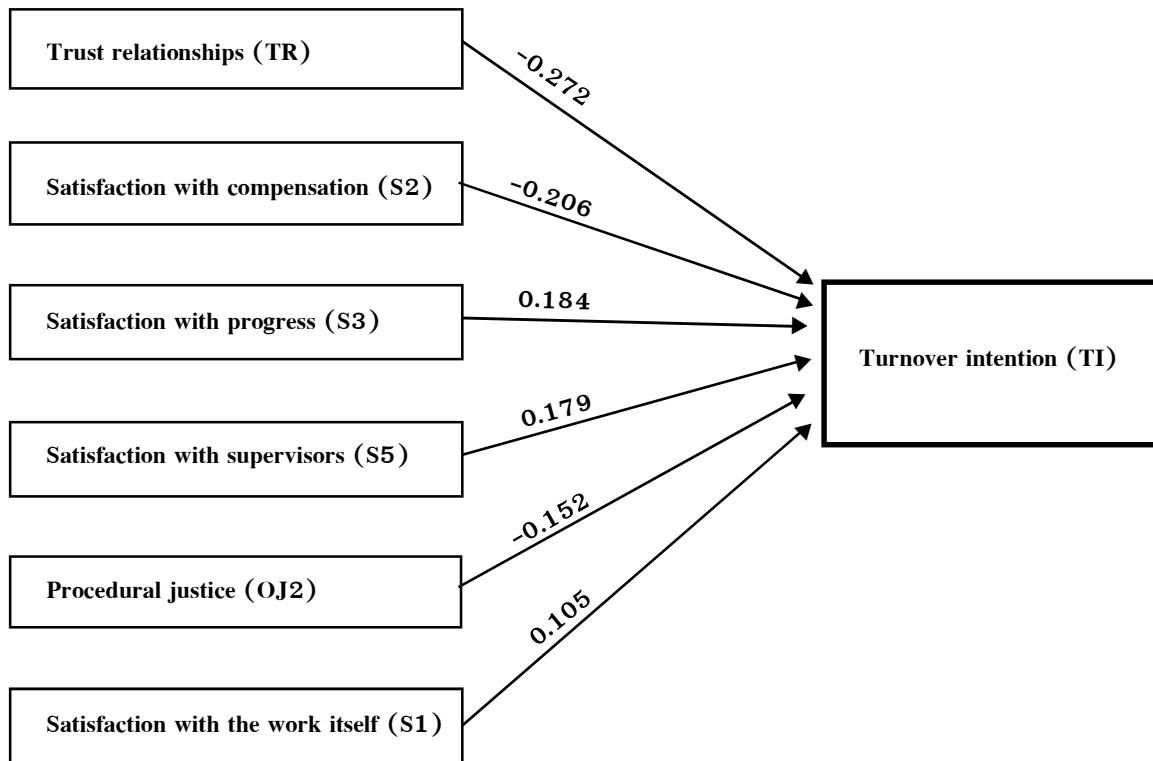 Trust relationships (TR)
-0.272
Satisfaction with compensation (S2)
-0.206
Satisfaction with progress (S3)
0.184
Turnover intention (TI)
Satisfaction with supervisors (S5)
0.179
Procedural justice (OJ2)
-0.152
Satisfaction with the work itself (S1)
0.105